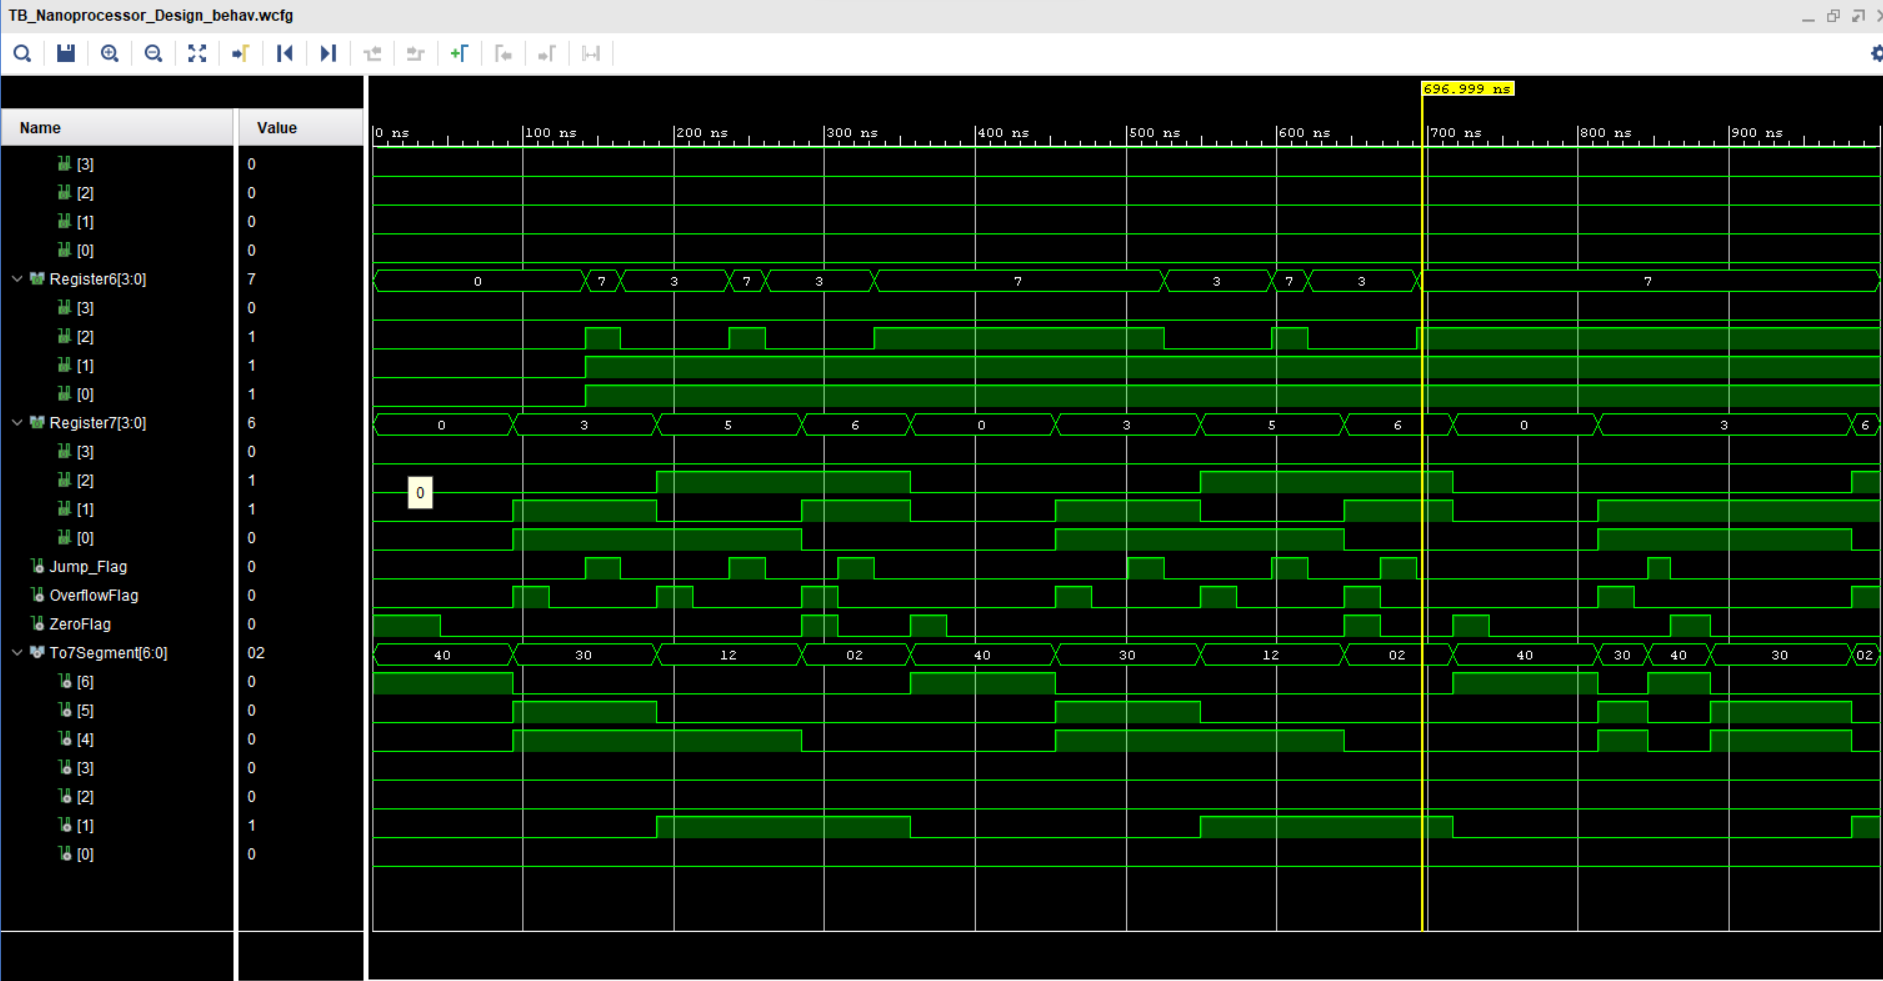 TB_Nanoprocessor_Design_behav.wcfg
696.999 ns
Name Value
0 ns 100 ns 200 ns 300 ns 400 ns 500 ns 600 ns 700 ns 800 ns 900 ns
[3] 0
[2] 0
[1] 0
[0] 0
Register6[3:0] 7 0 7 3 7 3 7 3 7 3 7
[3] 0
[2] 1
[1] 1
[0] 1
Register7[3:0] 6 0 3 5 6 0 3 5 6 0 3 6
[3] 0
[2] 1
0
[1] 1
[0] 0
Jump_Flag 0
OverflowFlag 0
ZeroFlag 0
To7Segment[6:0] 02 40 30 12 02 40 30 12 02 40 30 40 30 02
[6] 0
[5] 0
[4] 0
[3] 0
[2] 0
[1] 1
[0] 0